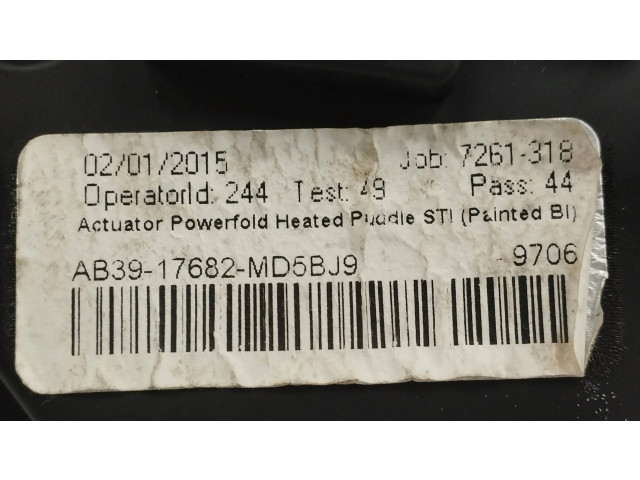 02/01/2015 Job: 7261-318
OperatorId: 244 Test: 49 Pass: 44
Actuator Powerfold Heated Puddle STI (Painted Bl)
AB39-17682-MD5BJ9 9706